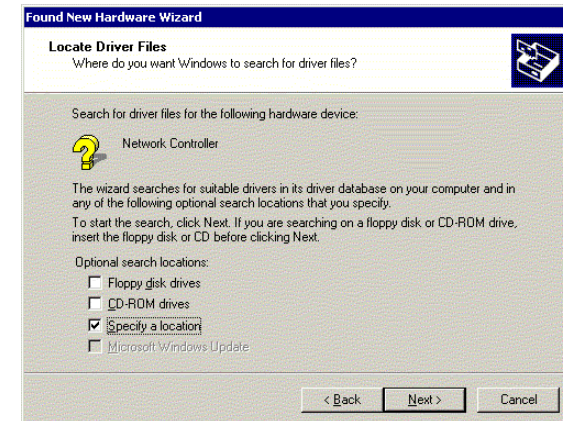 Found New Hardware Wizard
Locate Driver Files
Where do you want Windows to search for driver files?
Search for driver files for the following hardware device:
Network Controller
The wizard searches for suitable drivers in its driver database on your computer and in
any of the following optional search locations that you specify.
To start the search, click Next. If you are searching on a floppy disk or CD-ROM drive,
insert the floppy disk or CD before clicking Next.
Optional search locations:
Floppy disk drives
CD-ROM drives
Specify a location
Microsoft Windows Update
< Back
Next >
Cancel